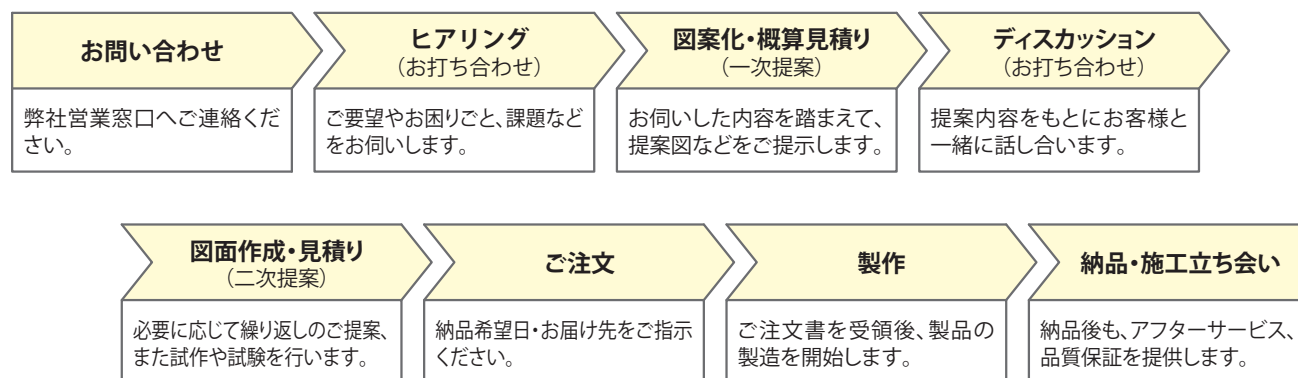 お問い合わせ
弊社営業窓口へご連絡くだ
さい。
ヒアリング
（お打ち合わせ）
ご要望やお困りごと、課題など
をお伺いします。
図案化・概算見積り
（一次提案）
お伺いした内容を踏まえて、
提案図などをご提示します。
ディスカッション
（お打ち合わせ）
提案内容をもとにお客様と
一緒に話し合います。
図面作成・見積り
（二次提案）
必要に応じて繰り返しのご提案、
また試作や試験を行います。
ご注文
納品希望日・お届け先をご指示
ください。
製作
ご注文書を受領後、製品の
製造を開始します。
納品・施工立ち会い
納品後も、アフターサービス、
品質保証を提供します。